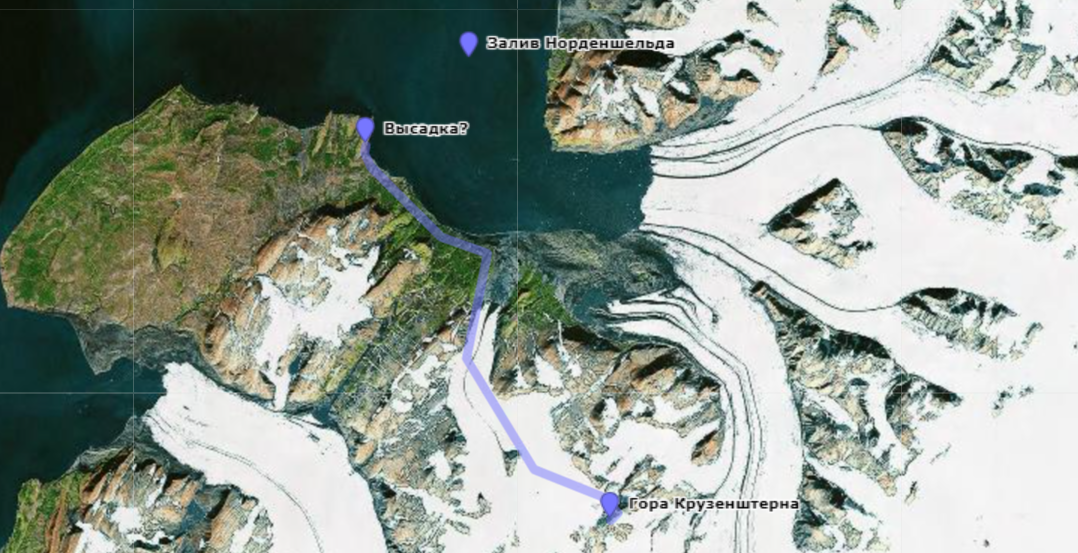 Залив Норденшельда
Высадка?
Гора Крузенштерна